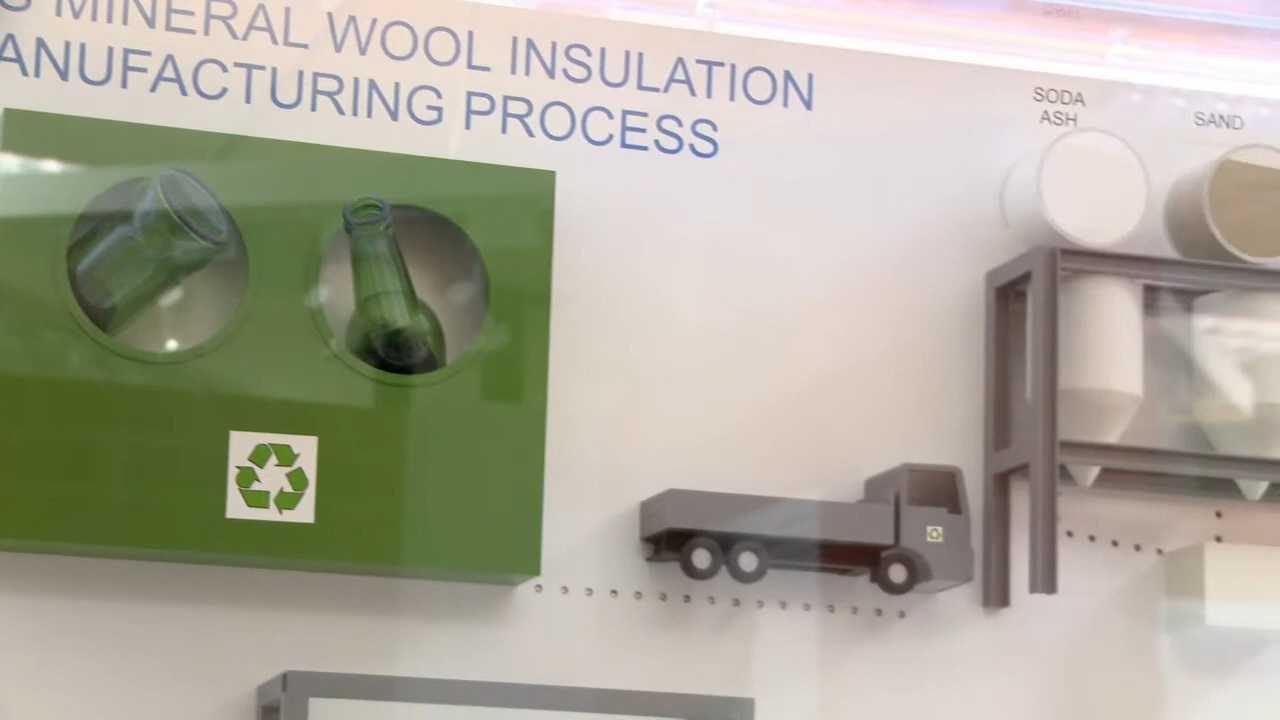 MINERAL WOOL INSULATION
ANUFACTURING PROCESS
SODA
ASH
SAND